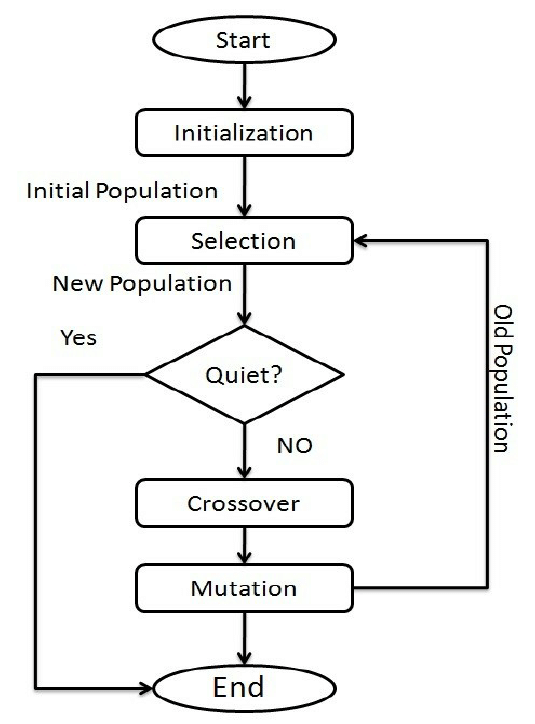 Start
Initialization
Initial Population
Selection
New Population
Yes
Quiet?
Old Population
NO
Crossover
Mutation
End